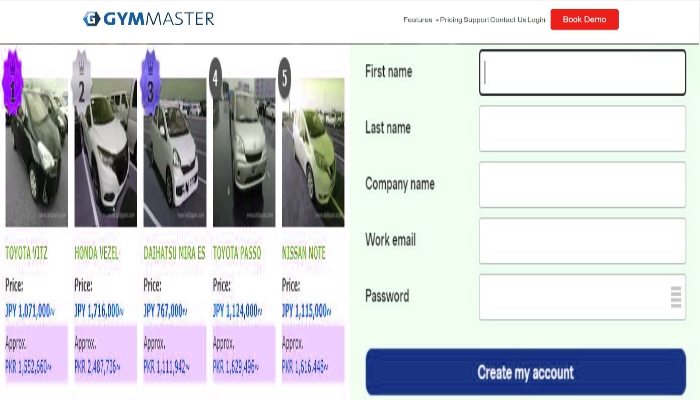 GYMMASTER
Features Pricing Support Contact Us Login Book Demo
1 2 3 4 5
TOYOTA VITZ HONDA VEZEL DAIHATSU MIRA ES TOYOTA PASSO NISSAN NOTE
Price: Price: Price: Price: Price:
JPY 1,071,000~ JPY 1,716,000~ JPY 767,000~ JPY 1,124,000~ JPY 1,115,000~
Approx. Approx. Approx. Approx. Approx.
PKR 1,552,660~ PKR 2,487,736~ PKR 1,111,942~ PKR 1,629,496~ PKR 1,616,443~
First name
Last name
Company name
Work email
Password
Create my account